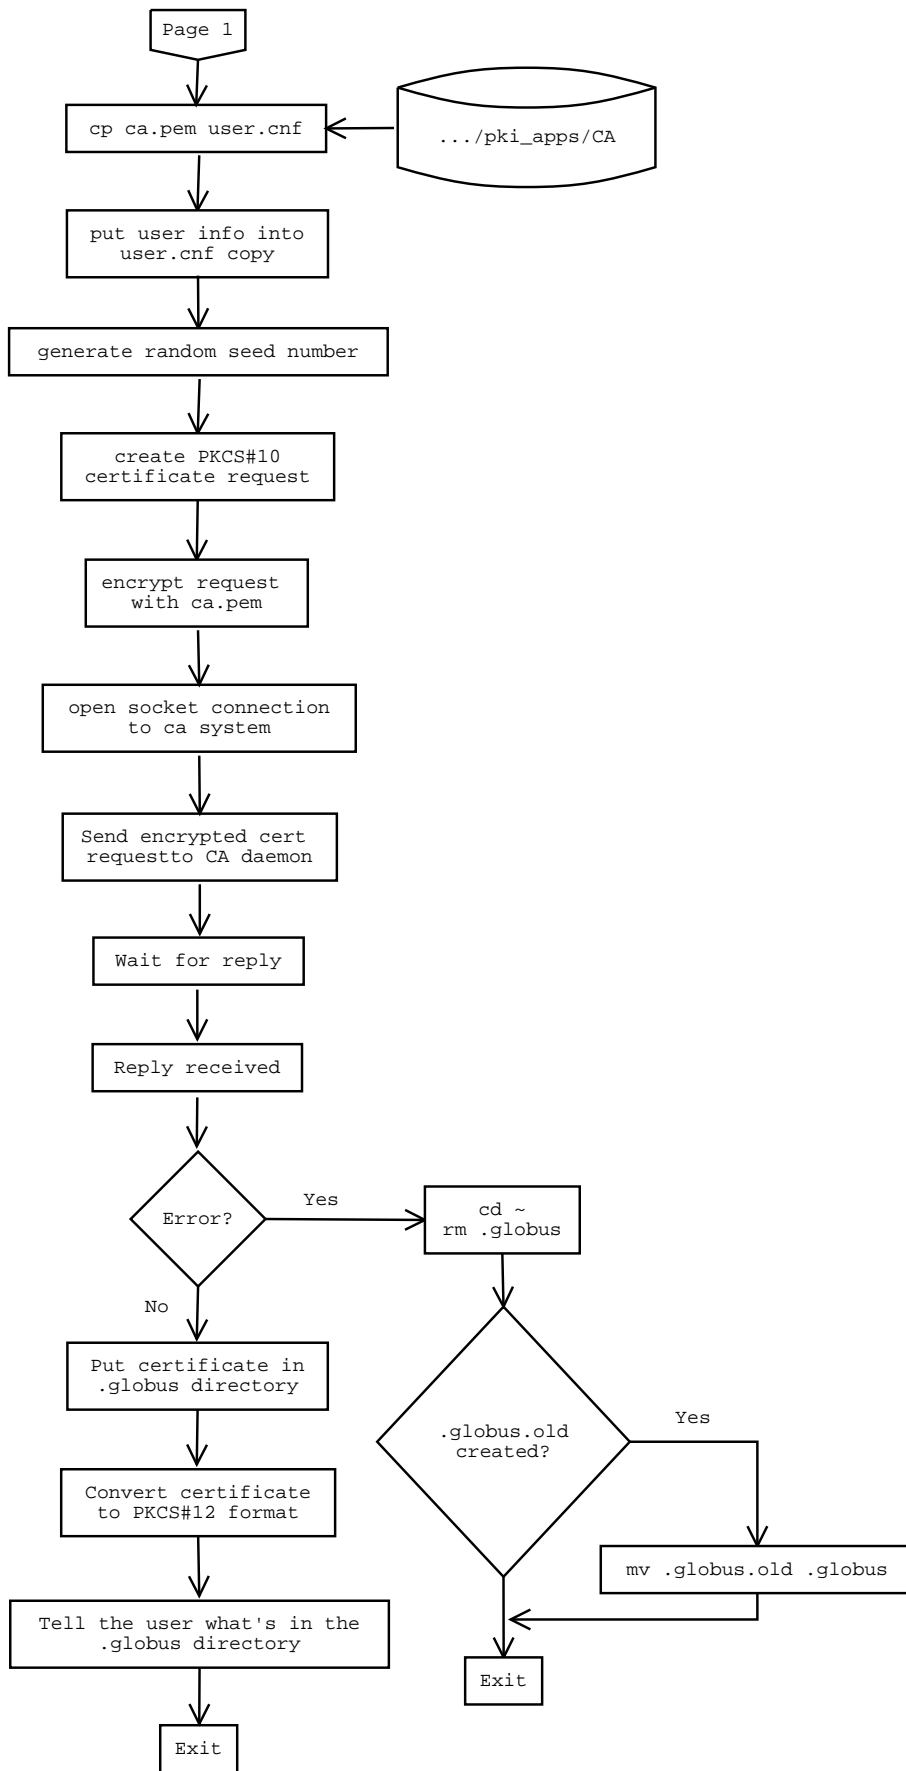 Page 1
cp ca.pem user.cnf
.../pki_apps/CA
put user info into
user.cnf copy
generate random seed number
create PKCS#10
certificate request
encrypt request
with ca.pem
open socket connection
to ca system
Send encrypted cert
requestto CA daemon
Wait for reply
Reply received
Error?
Yes
cd ~
rm .globus
No
Put certificate in
.globus directory
.globus.old
created?
Yes
Convert certificate
to PKCS#12 format
mv .globus.old .globus
Tell the user what's in the
.globus directory
Exit
Exit